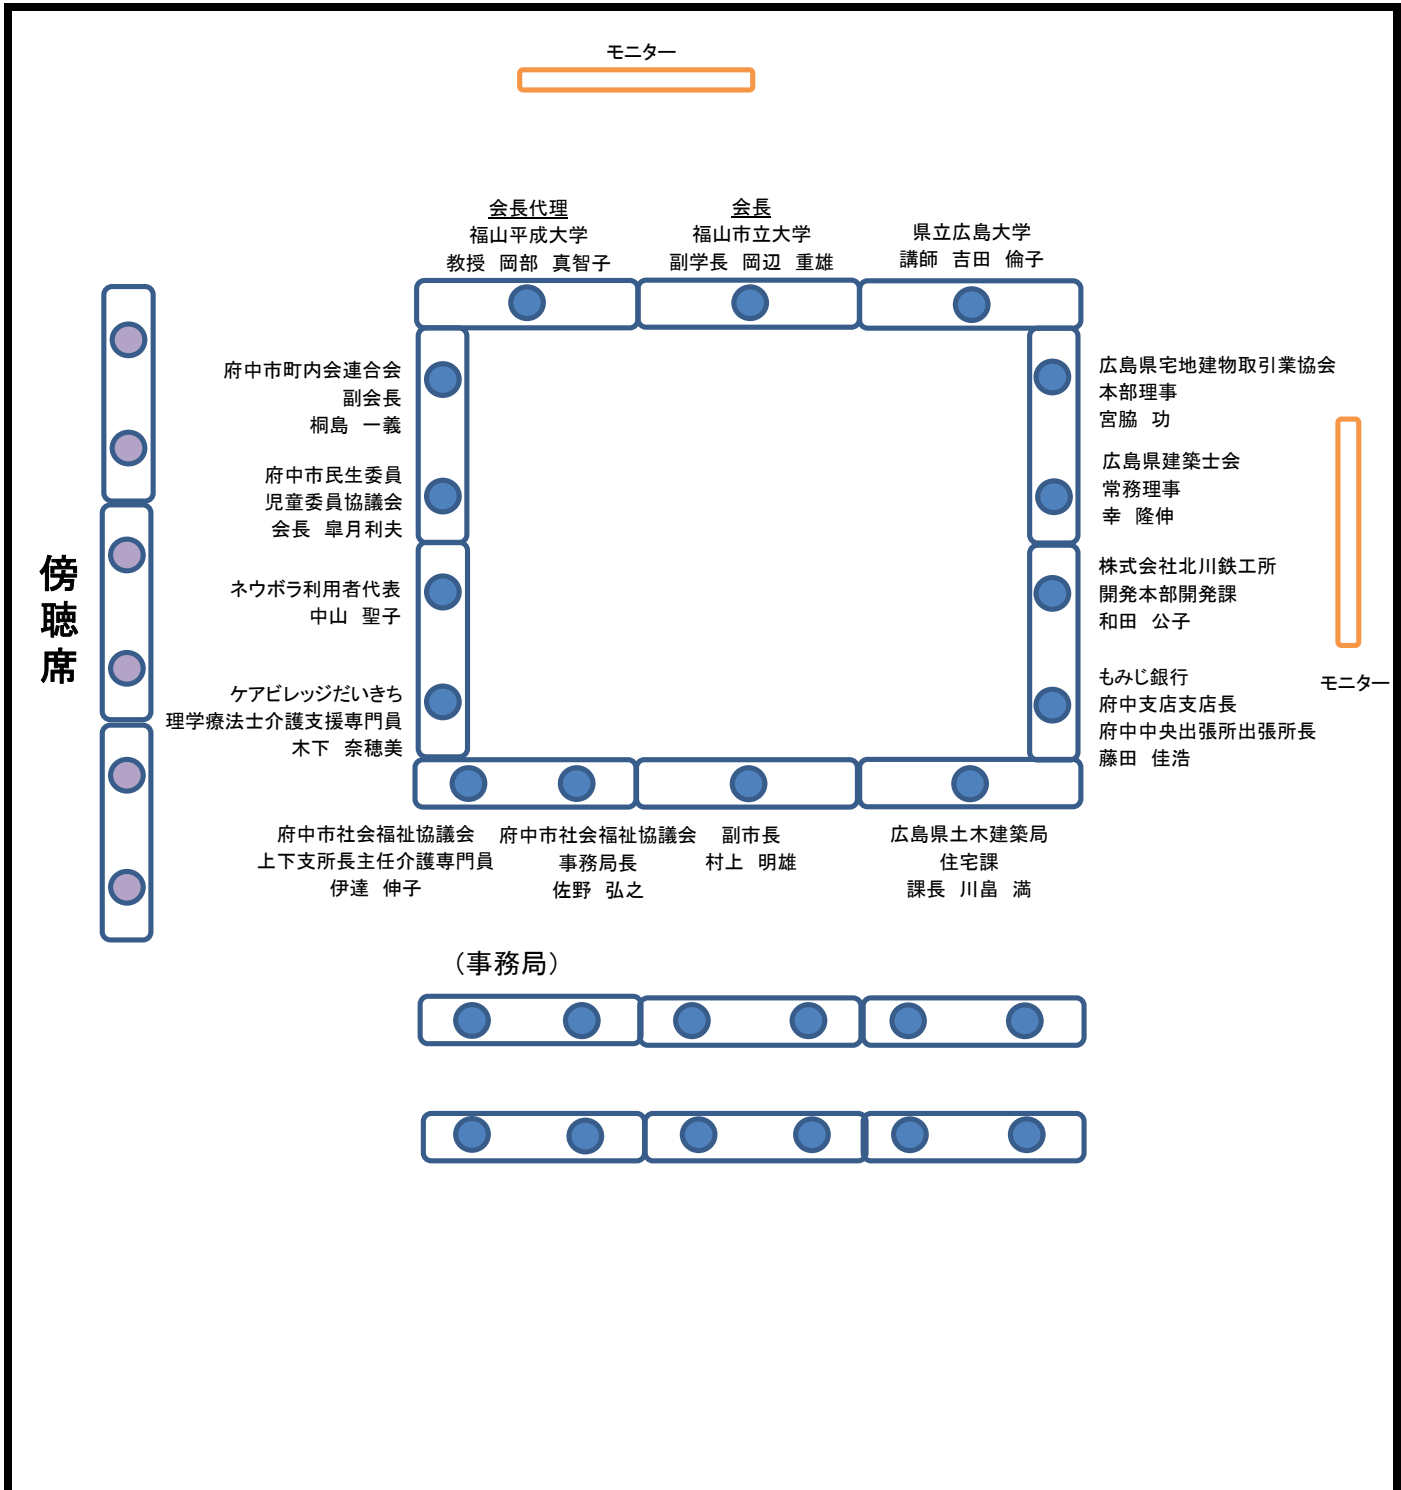 モニター
会長代理
福山平成大学
教授 岡部 真智子
会長
福山市立大学
副学長 岡辺 重雄
県立広島大学
講師 吉田 倫子
府中市町内会連合会
副会長
桐島 一義
府中市民生委員
児童委員協議会
会長 皐月利夫
ネウボラ利用者代表
中山 聖子
ケアビレッジだいきち
理学療法士介護支援専門員
木下 奈穂美
広島県宅地建物取引業協会
本部理事
宮脇 功
広島県建築士会
常務理事
幸 隆伸
株式会社北川鉄工所
開発本部開発課
和田 公子
もみじ銀行
府中支店支店長
府中中央出張所出張所長
藤田 佳浩
モニター
傍聴席
府中市社会福祉協議会
上下支所長主任介護専門員
伊達 伸子
府中市社会福祉協議会
事務局長
佐野 弘之
副市長
村上 明雄
広島県土木建築局
住宅課
課長 川畠 満
（事務局）